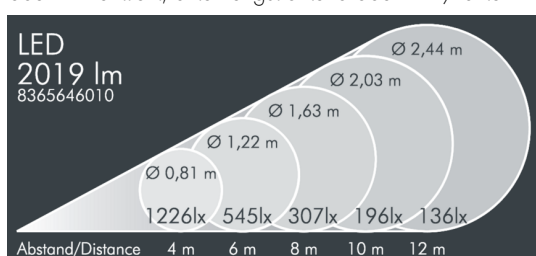 LED
2019 lm
8365646010
Ø 2,44 m
Ø 2,03 m
Ø 1,63 m
Ø 1,22 m
Ø 0,81 m
1226lx 545lx 307lx 196lx 136lx
Abstand/Distance 4 m 6 m 8 m 10 m 12 m